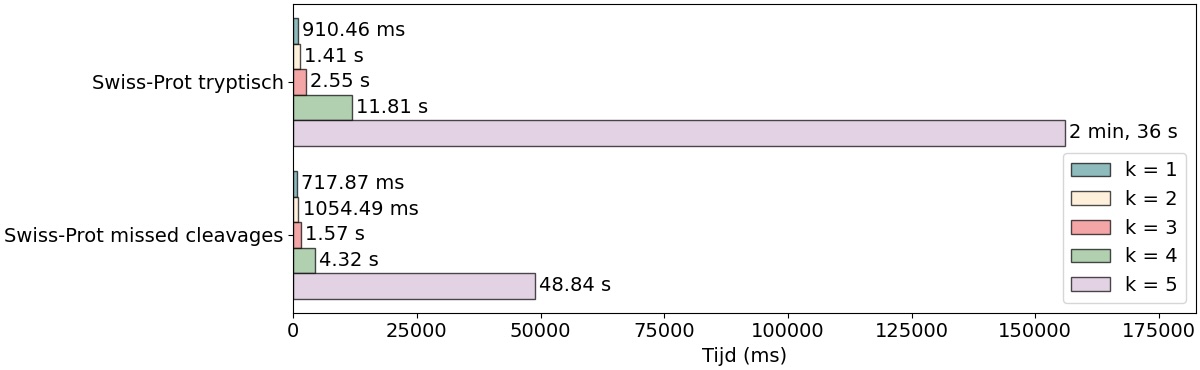 910.46 ms
1.41 s
Swiss-Prot tryptisch
2.55 s
11.81 s
2 min, 36 s
717.87 ms
1054.49 ms
Swiss-Prot missed cleavages
1.57 s
4.32 s
48.84 s
k = 1
k = 2
k = 3
k = 4
k = 5
0 25000 50000 75000 100000 125000 150000 175000
Tijd (ms)